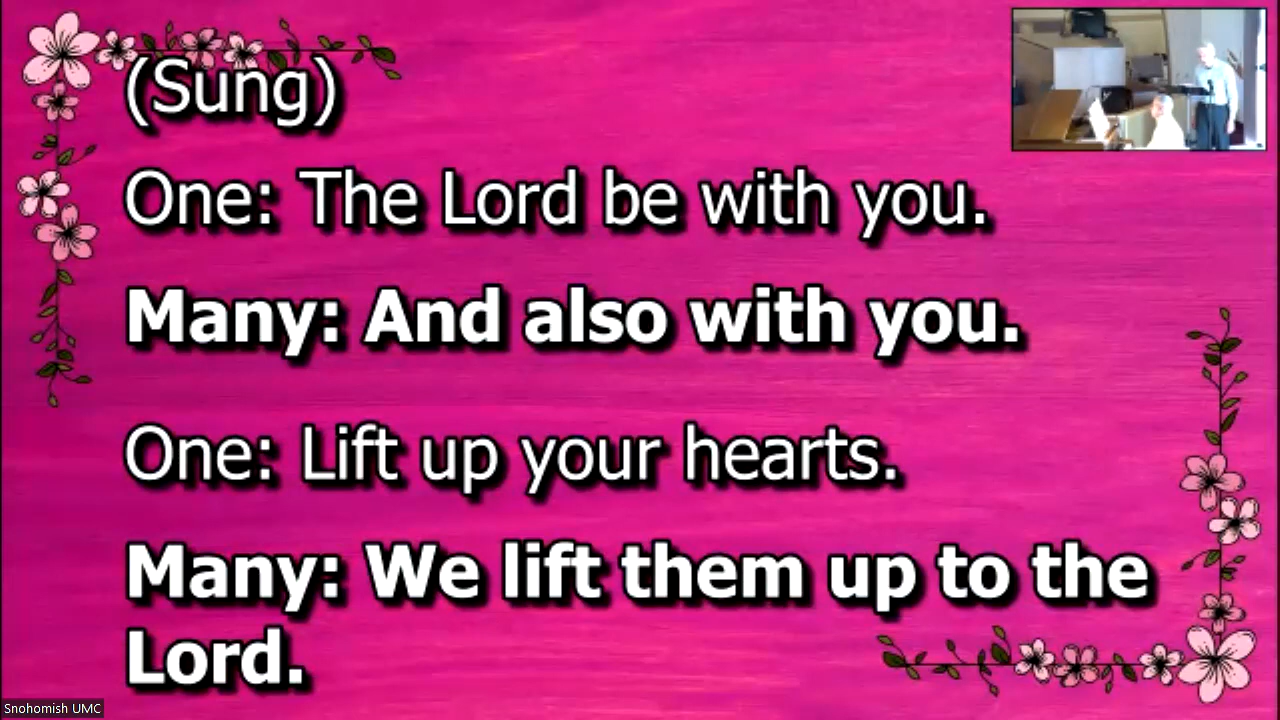 (Sung)
One: The Lord be with you.
Many: And also with you.
One: Lift up your hearts.
Many: We lift them up to the
Lord.
Snohomish UMC